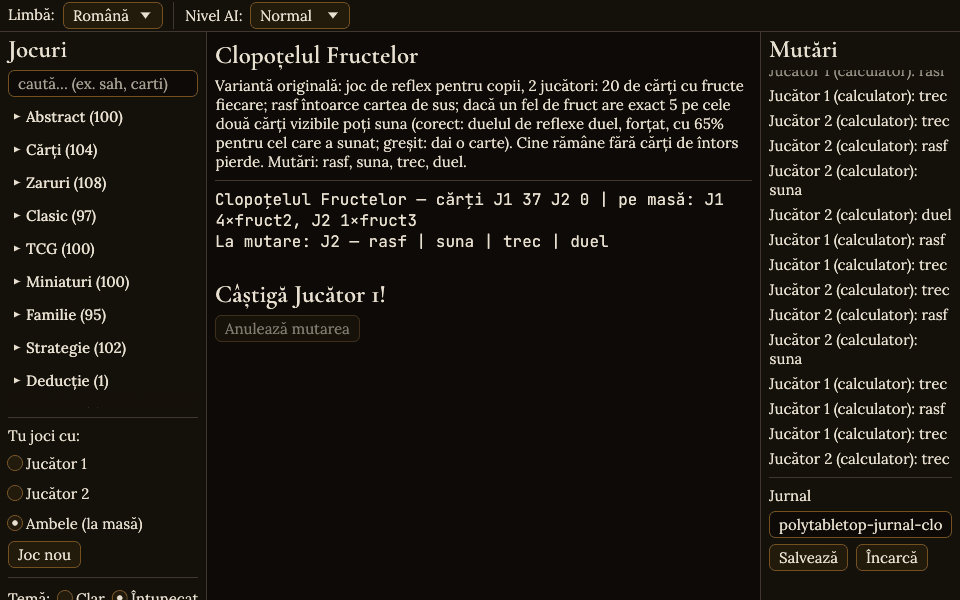 Limbă: Română ▼ Nivel AI: Normal ▼
Jocuri
caută... (ex. sah, carti)
▸ Abstract (100)
▸ Cărți (104)
▸ Zaruri (108)
▸ Clasic (97)
▸ TCG (100)
▸ Miniaturi (100)
▸ Familie (95)
▸ Strategie (102)
▸ Deducție (1)
Tu joci cu:
Jucător 1
Jucător 2
Ambele (la masă)
Joc nou
Temă: Clar Întunecat
Clopoțelul Fructelor
Variantă originală: joc de reflex pentru copii, 2 jucători: 20 de cărți cu fructe
fiecare; rasf întoarce cartea de sus; dacă un fel de fruct are exact 5 pe cele
două cărți vizibile poți suna (corect: duelul de reflexe duel, forțat, cu 65%
pentru cel care a sunat; greșit: dai o carte). Cine rămâne fără cărți de întors
pierde. Mutări: rasf, suna, trec, duel.
Clopoțelul Fructelor — cărți J1 37 J2 0 | pe masă: J1
4×fruct2, J2 1×fruct3
La mutare: J2 — rasf | suna | trec | duel
Câștigă Jucător 1!
Anulează mutarea
Mutări
Jucător 1 (calculator): rasf
Jucător 1 (calculator): trec
Jucător 2 (calculator): trec
Jucător 2 (calculator): rasf
Jucător 2 (calculator):
suna
Jucător 2 (calculator): duel
Jucător 1 (calculator): rasf
Jucător 1 (calculator): trec
Jucător 2 (calculator): trec
Jucător 2 (calculator): rasf
Jucător 2 (calculator):
suna
Jucător 1 (calculator): trec
Jucător 1 (calculator): rasf
Jucător 1 (calculator): trec
Jucător 2 (calculator): trec
Jurnal
polytabletop-jurnal-clo
Salvează Încarcă